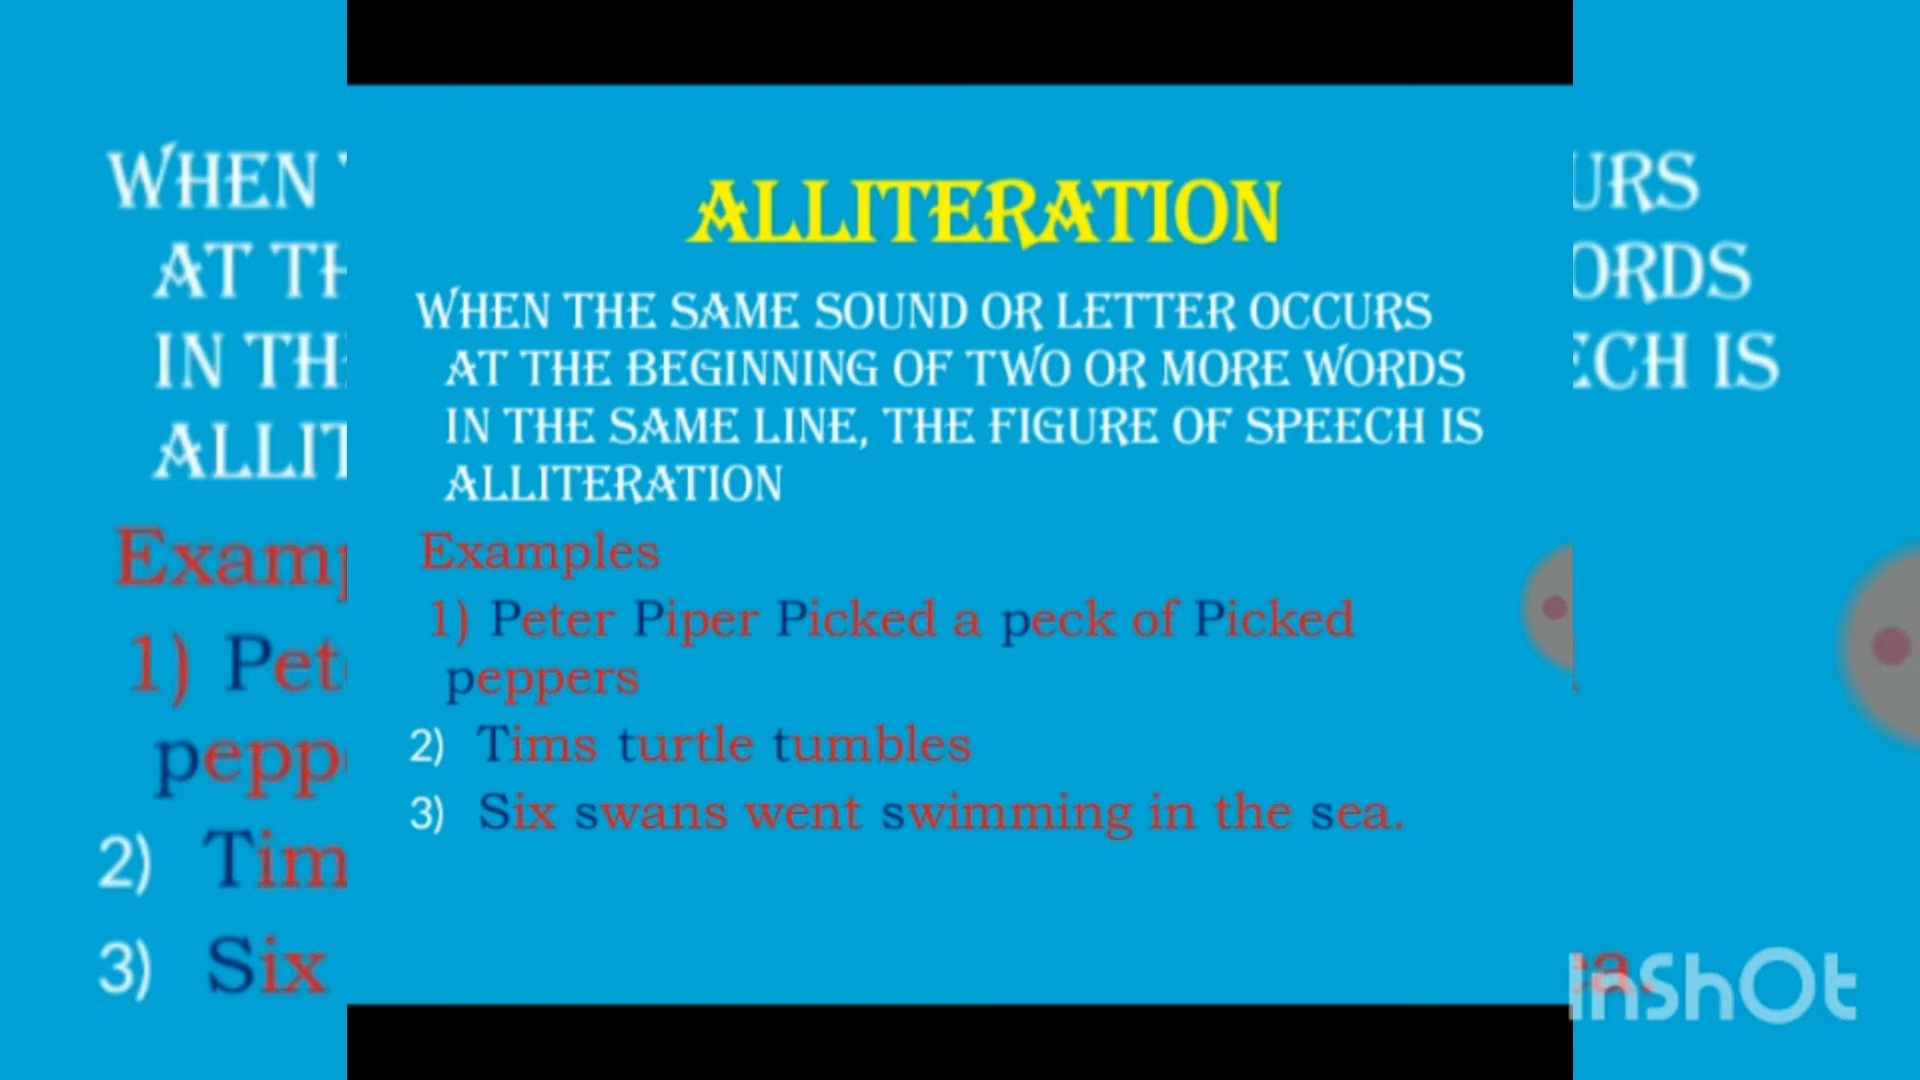 ALLITERATION
WHEN THE SAME SOUND OR LETTER OCCURS
AT THE BEGINNING OF TWO OR MORE WORDS
IN THE SAME LINE, THE FIGURE OF SPEECH IS
ALLITERATION
Examples
1) Peter Piper Picked a peck of Picked
peppers
2) Tims turtle tumbles
3) Six swans went swimming in the sea.
InShOt